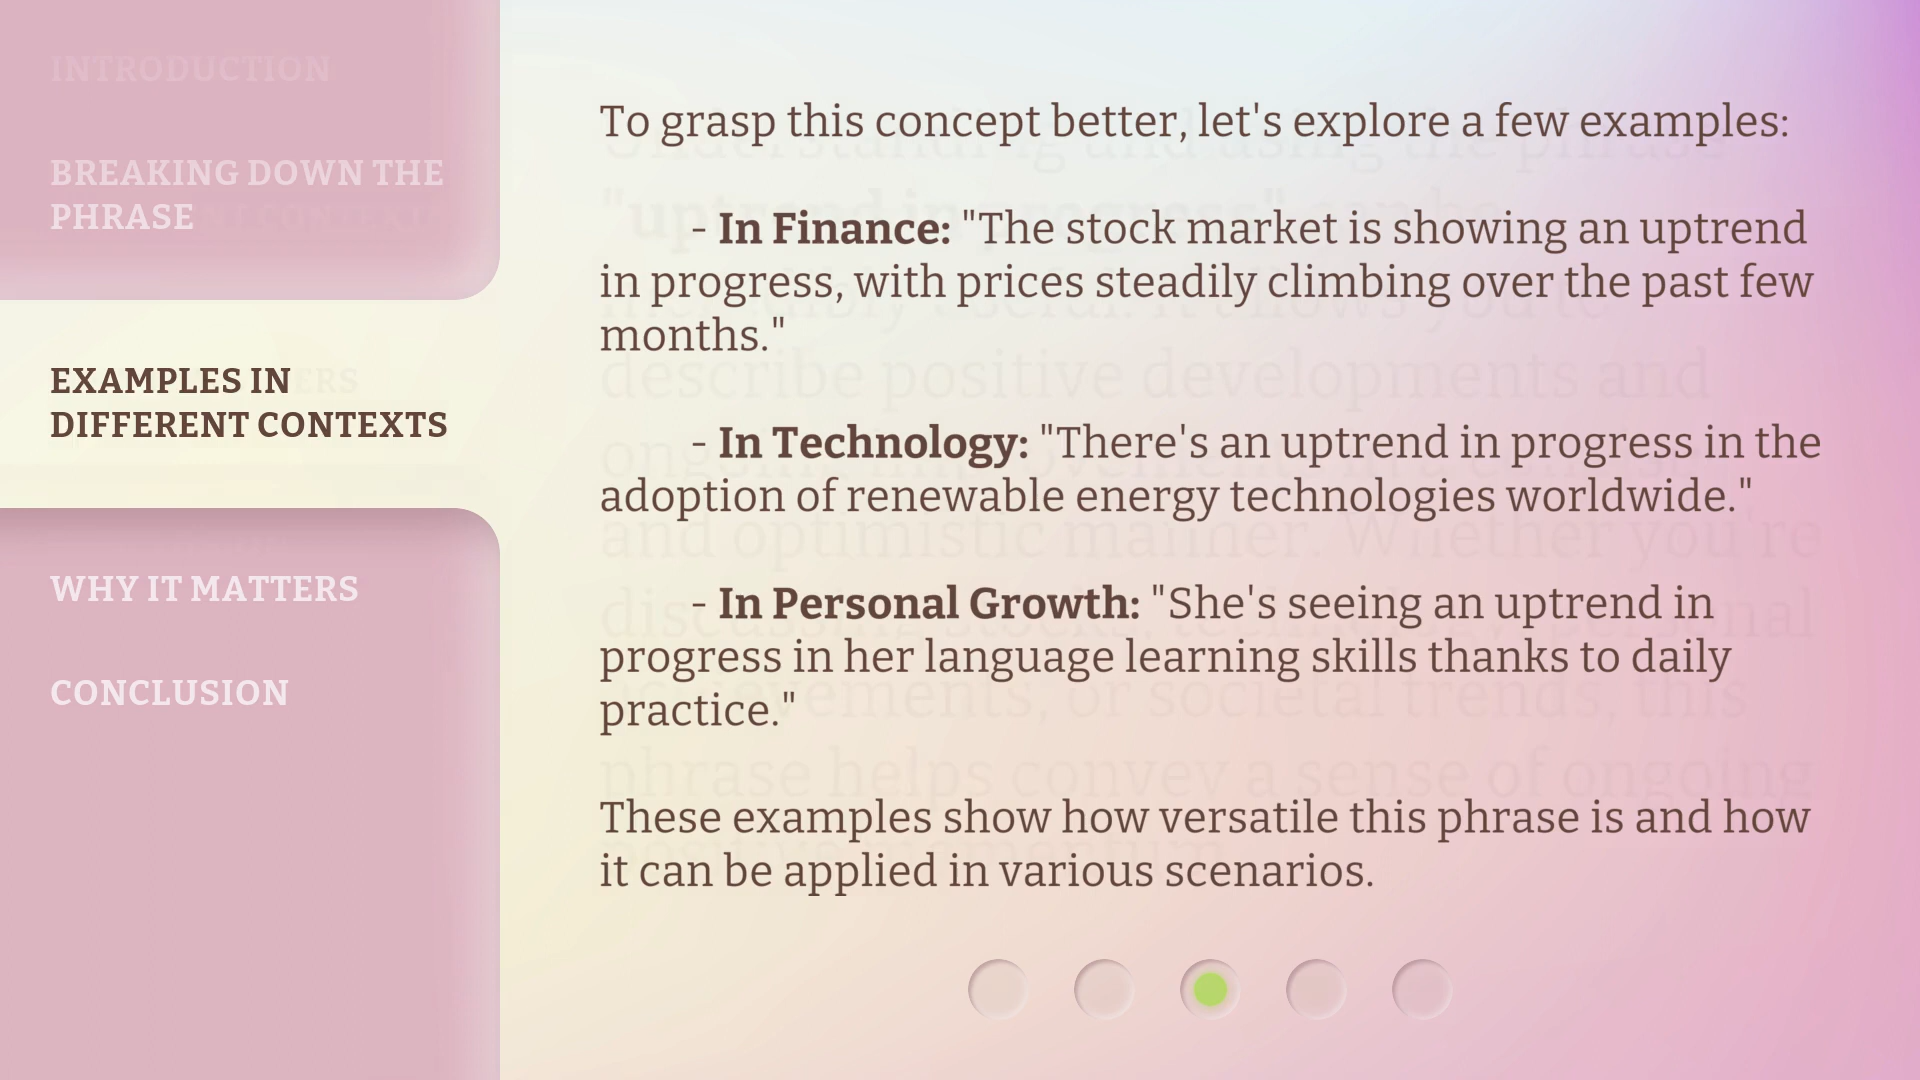 INTRODUCTION
BREAKING DOWN THE
PHRASE
EXAMPLES IN
DIFFERENT CONTEXTS
WHY IT MATTERS
CONCLUSION
To grasp this concept better, let's explore a few examples:
- In Finance: "The stock market is showing an uptrend
in progress, with prices steadily climbing over the past few
months."
- In Technology: "There's an uptrend in progress in the
adoption of renewable energy technologies worldwide."
- In Personal Growth: "She's seeing an uptrend in
progress in her language learning skills thanks to daily
practice."
These examples show how versatile this phrase is and how
it can be applied in various scenarios.